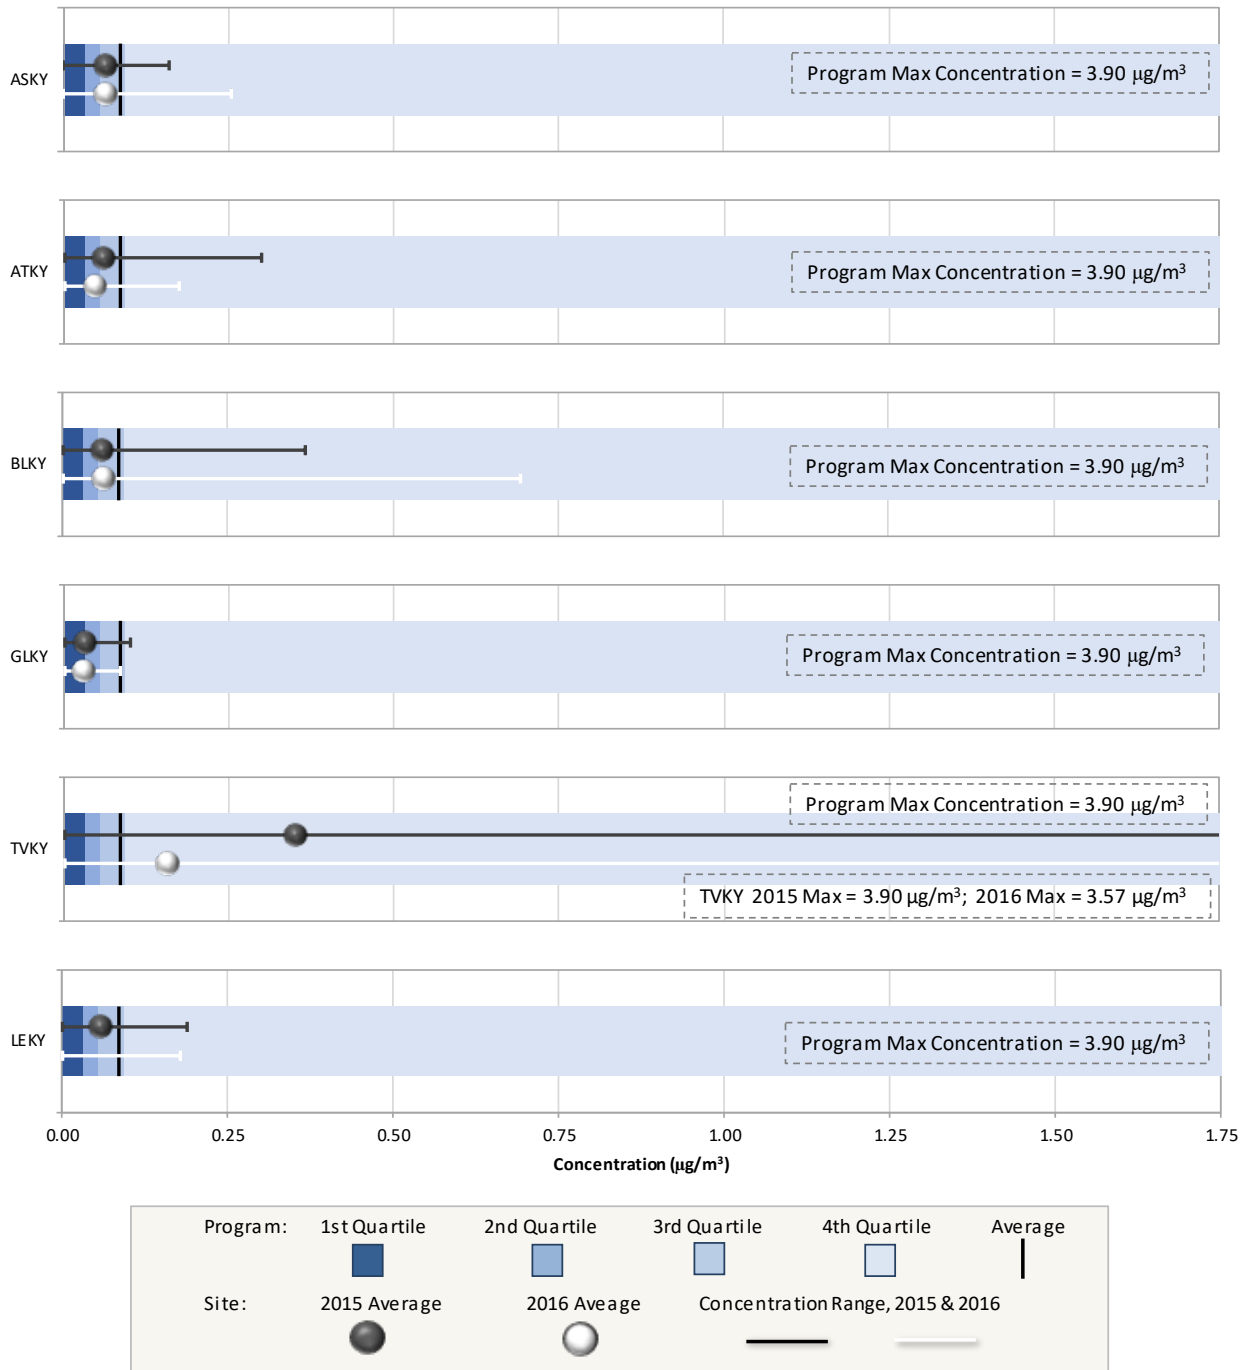 ASKY
Program Max Concentration = 3.90 μg/m³
ATKY
Program Max Concentration = 3.90 μg/m³
BLKY
Program Max Concentration = 3.90 μg/m³
GLKY
Program Max Concentration = 3.90 μg/m³
TVKY
Program Max Concentration = 3.90 μg/m³
TVKY 2015 Max = 3.90 μg/m³; 2016 Max = 3.57 μg/m³
LEKY
Program Max Concentration = 3.90 μg/m³
0.00 0.25 0.50 0.75 1.00 1.25 1.50 1.75
Concentration (μg/m³)
Program: 1st Quartile 2nd Quartile 3rd Quartile 4th Quartile Average
Site: 2015 Average 2016 Aveage Concentration Range, 2015 & 2016